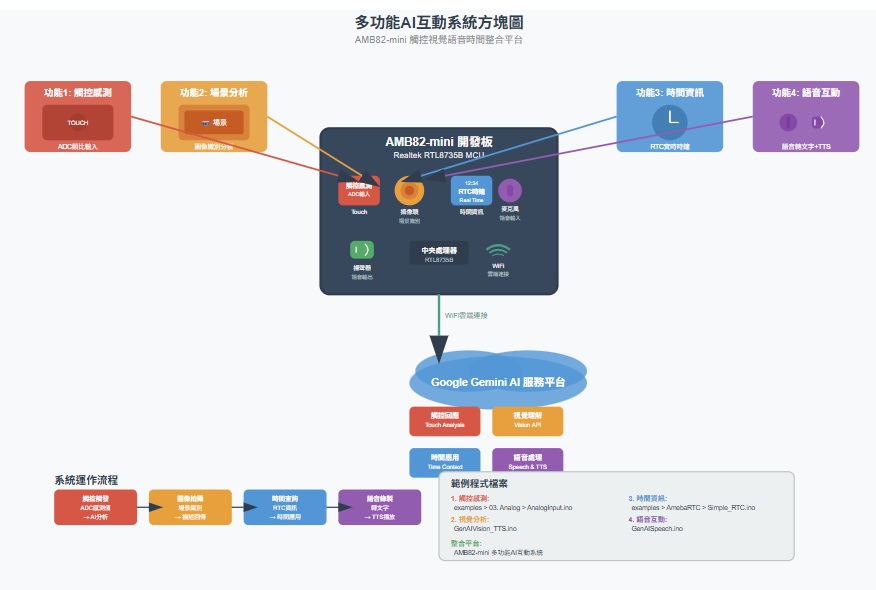 多功能AI互動系統方塊圖
AMB82-mini 觸控視覺語音時間整合平台
功能1: 觸控感測
TOUCH
ADC類比輸入
功能2: 場景分析
場景
圖像識別分析
功能3: 時間資訊
RTC實時時鐘
功能4: 語音互動
語音轉文字+TTS
AMB82-mini 開發板
Realtek RTL8735B MCU
觸控感測
ADC輸入
Touch
攝像頭
場景識別
12:34
RTC時鐘
Real Time
時間資訊
麥克風
語音輸入
揚聲器
語音輸出
中央處理器
RTL8735B
WiFi
雲端連接
WiFi雲端連接
Google Gemini AI 服務平台
觸控回應
Touch Analysis
視覺理解
Vision API
時間應用
Time Context
語音處理
Speech & TTS
系統運作流程
觸控觸發
ADC感測值
→ AI分析
畫面拍攝
場景識別
→ 描述回答
時間查詢
RTC資訊
→ 時間應用
語音錄製
轉文字
→ TTS播放
範例程式檔案
1. 觸控感測:
examples > 03. Analog > AnalogInput.ino
2. 視覺分析:
GenAIVision_TTS.ino
3. 時間資訊:
examples > AmebaRTC > Simple_RTC.ino
4. 語音互動:
GenAISpeech.ino
整合平台:
AMB82-mini 多功能AI互動系統